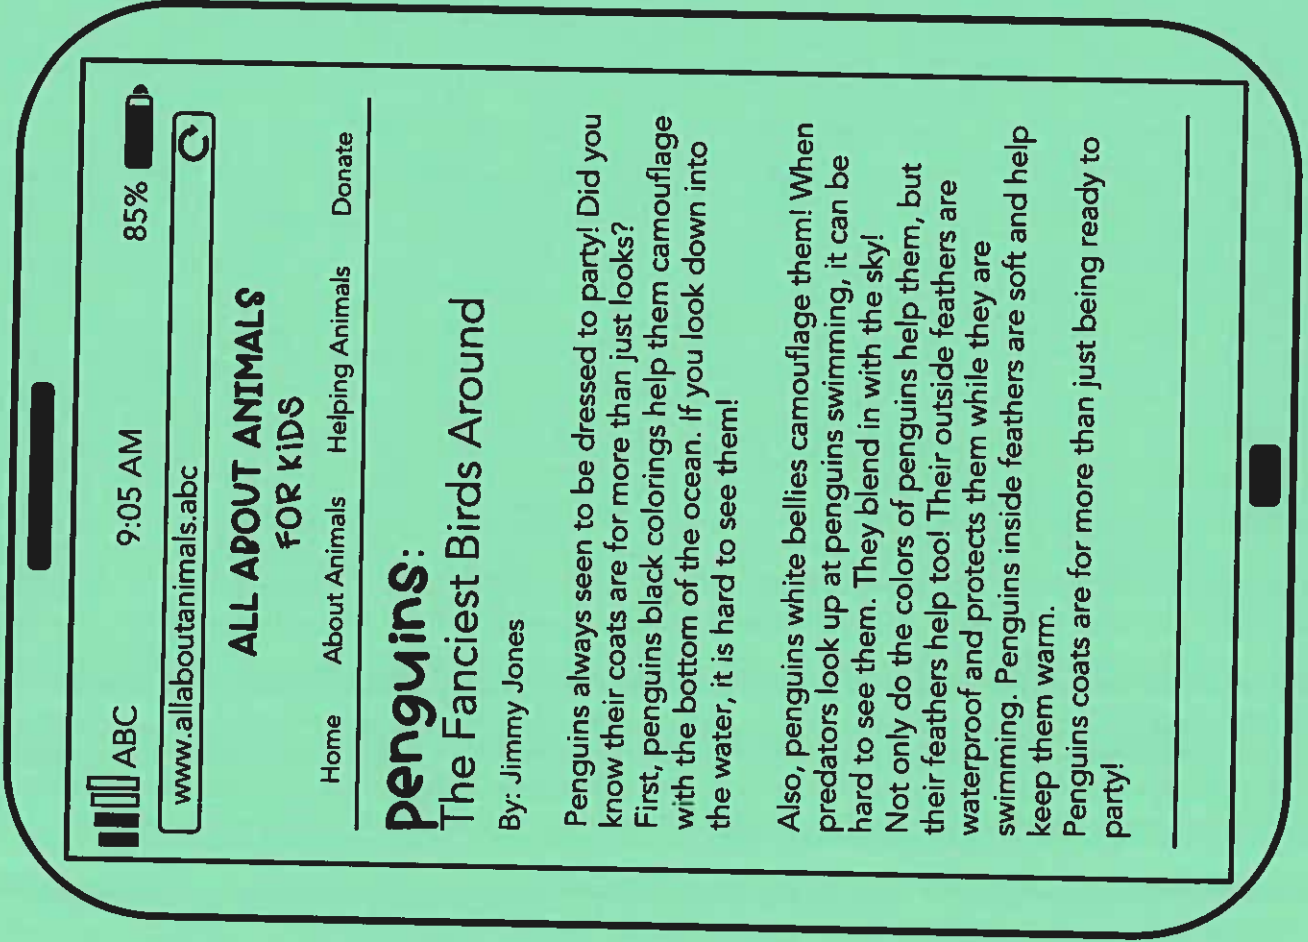 ABC 9:05 AM 85%
www.allaboutanimals.abc
ALL ABOUT ANIMALS
FOR KIDS
Home About Animals Helping Animals Donate
penguins:
The Fanciest Birds Around
By: Jimmy Jones
Penguins always seen to be dressed to party! Did you
know their coats are for more than just looks?
First, penguins black colorings help them camouflage
with the bottom of the ocean. If you look down into
the water, it is hard to see them!
Also, penguins white bellies camouflage them! When
predators look up at penguins swimming, it can be
hard to see them. They blend in with the sky!
Not only do the colors of penguins help them, but
their feathers help too! Their outside feathers are
waterproof and protects them while they are
swimming. Penguins inside feathers are soft and help
keep them warm.
Penguins coats are for more than just being ready to
party!